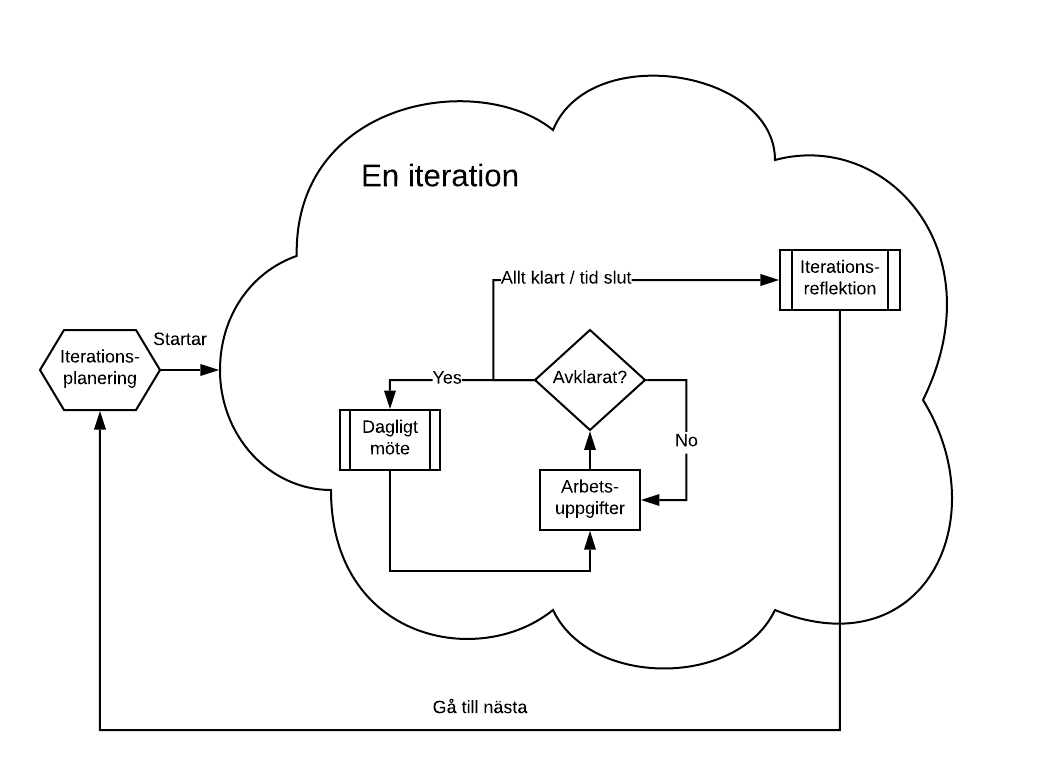 En iteration
Allt klart / tid slut
Iterations-
reflektion
Startar
Iterations-
planering
Yes
Avklarat?
Dagligt
möte
No
Arbets-
uppgifter
Gå till nästa